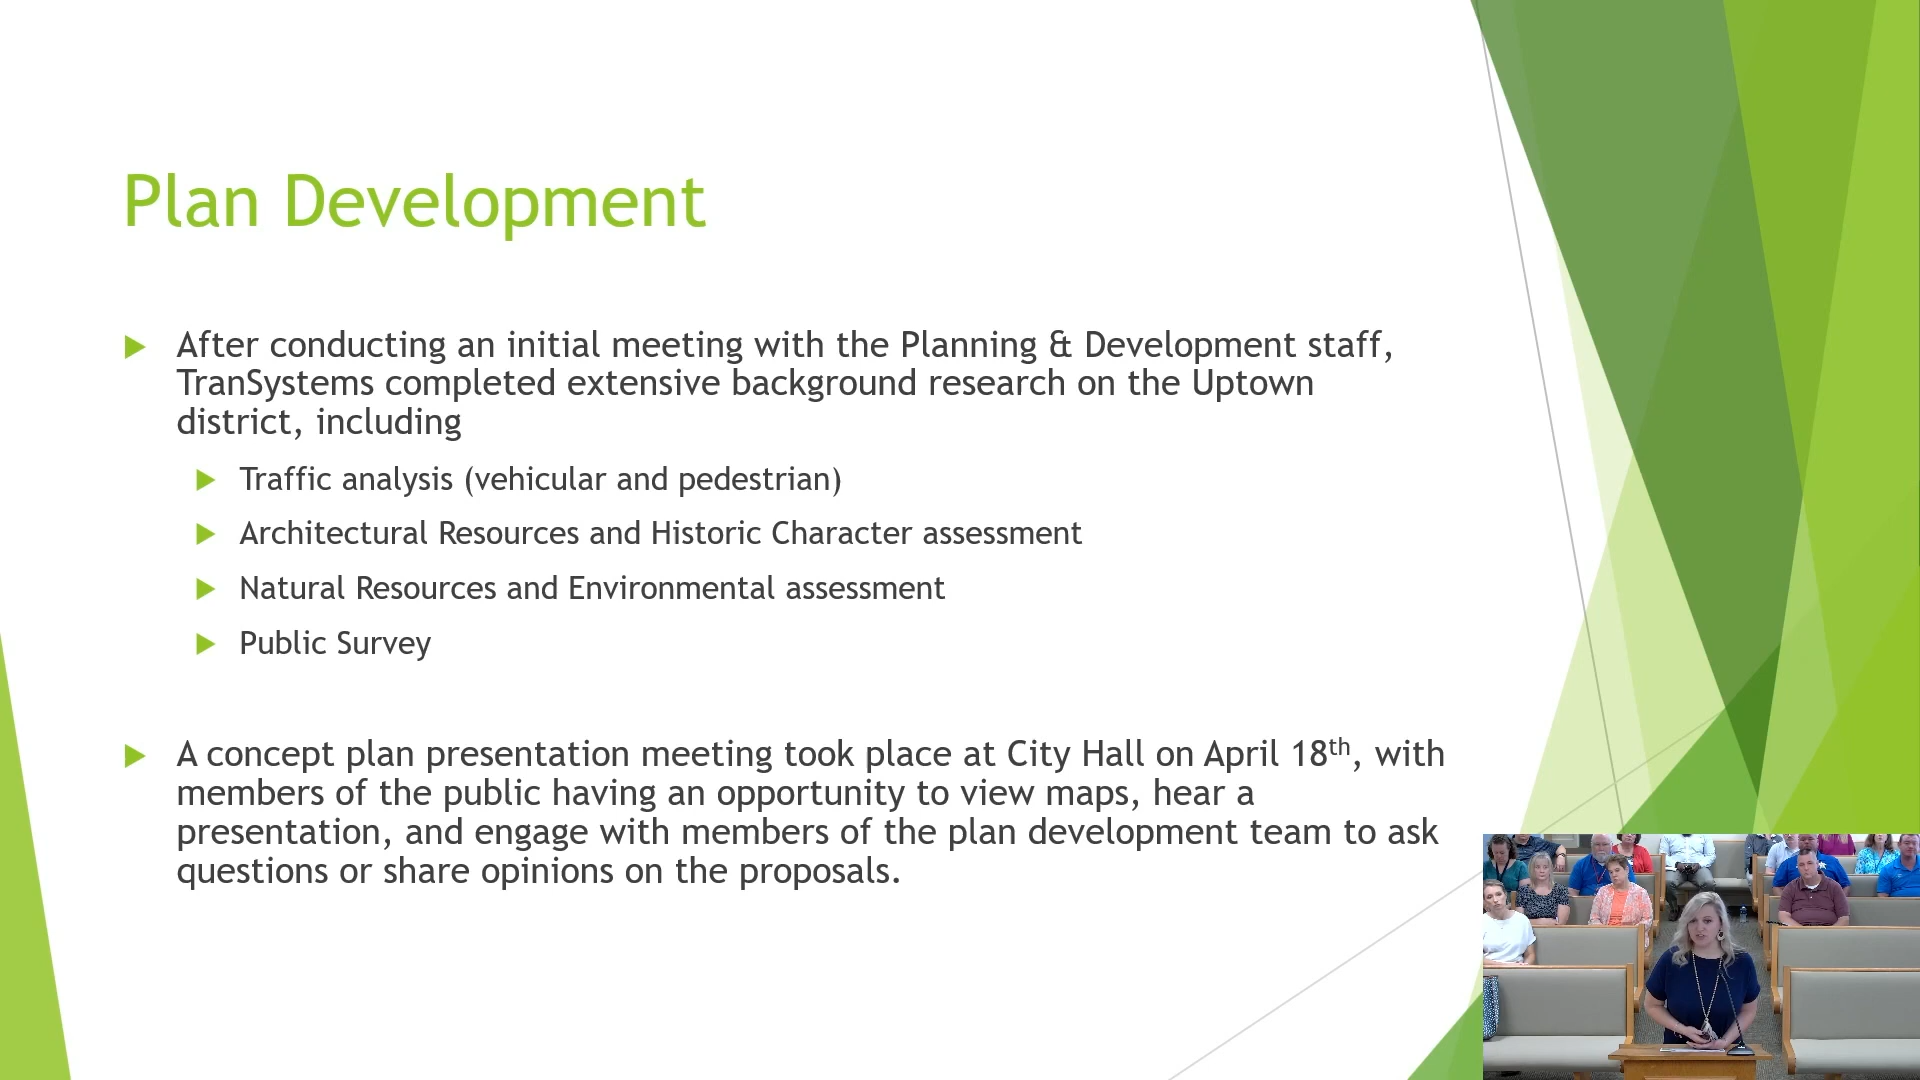 Plan Development
After conducting an initial meeting with the Planning & Development staff,
TranSystems completed extensive background research on the Uptown
district, including
Traffic analysis (vehicular and pedestrian)
Architectural Resources and Historic Character assessment
Natural Resources and Environmental assessment
Public Survey
A concept plan presentation meeting took place at City Hall on April 18th, with
members of the public having an opportunity to view maps, hear a
presentation, and engage with members of the plan development team to ask
questions or share opinions on the proposals.